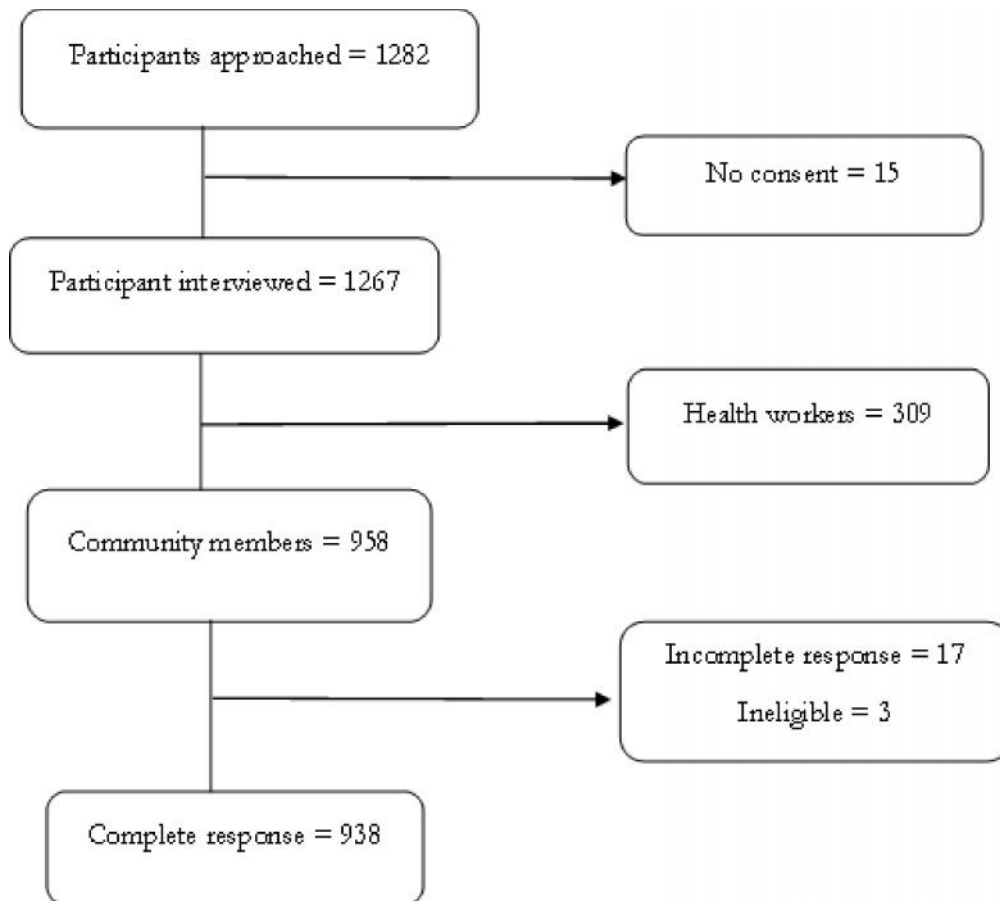 Participants approached = 1282
No consent = 15
Participant interviewed = 1267
Health workers = 309
Community members = 958
Incomplete response = 17
Ineligible = 3
Complete response = 938